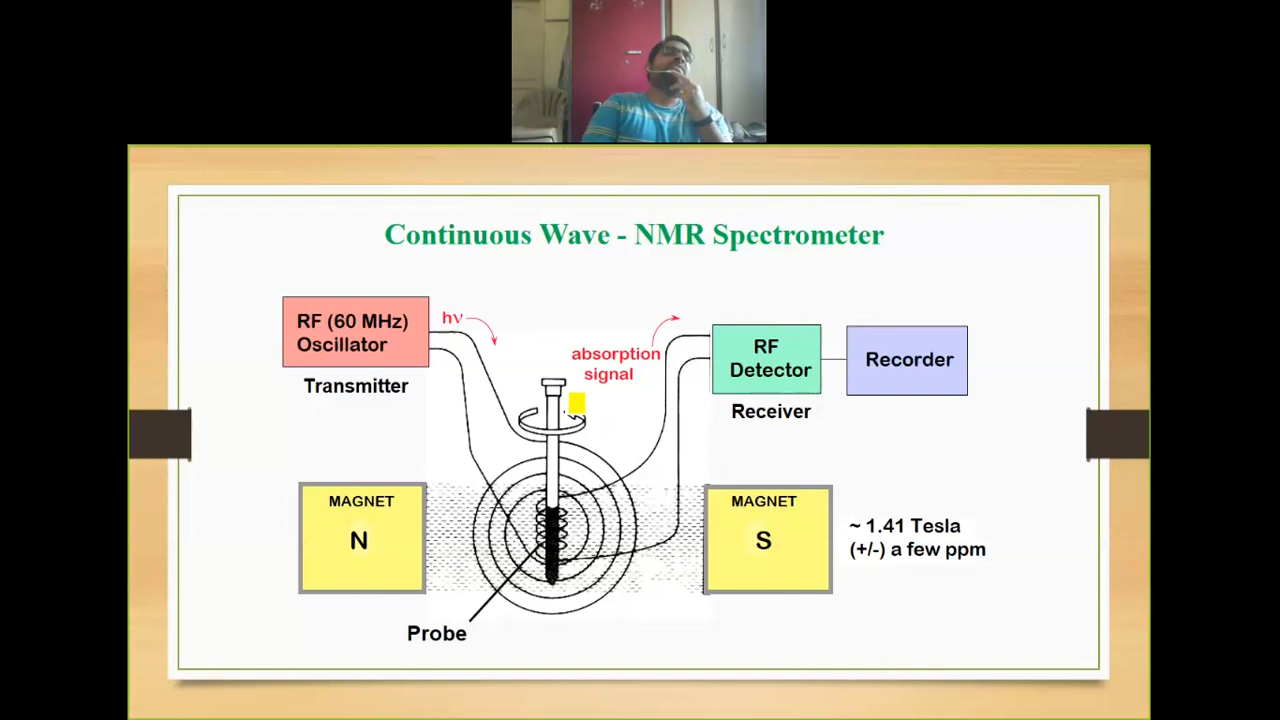 Continuous Wave - NMR Spectrometer
RF (60 MHz)
Oscillator
Transmitter
hν
absorption
signal
RF
Detector
Receiver
Recorder
MAGNET
N
MAGNET
S
~ 1.41 Tesla
(+/-) a few ppm
Probe